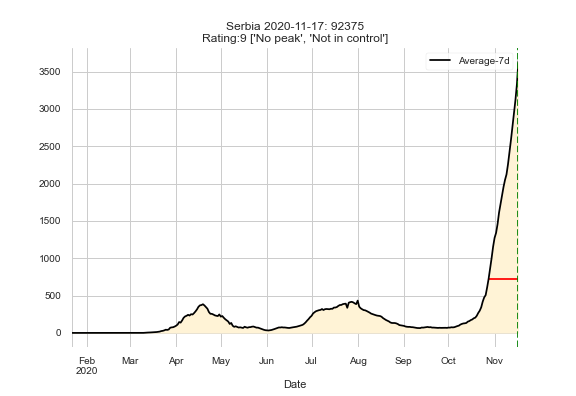 Serbia 2020-11-17: 92375
Rating:9 ['No peak', 'Not in control']
Average-7d
3500
3000
2500
2000
1500
1000
500
0
Feb Mar Apr May Jun Jul Aug Sep Oct Nov
2020
Date